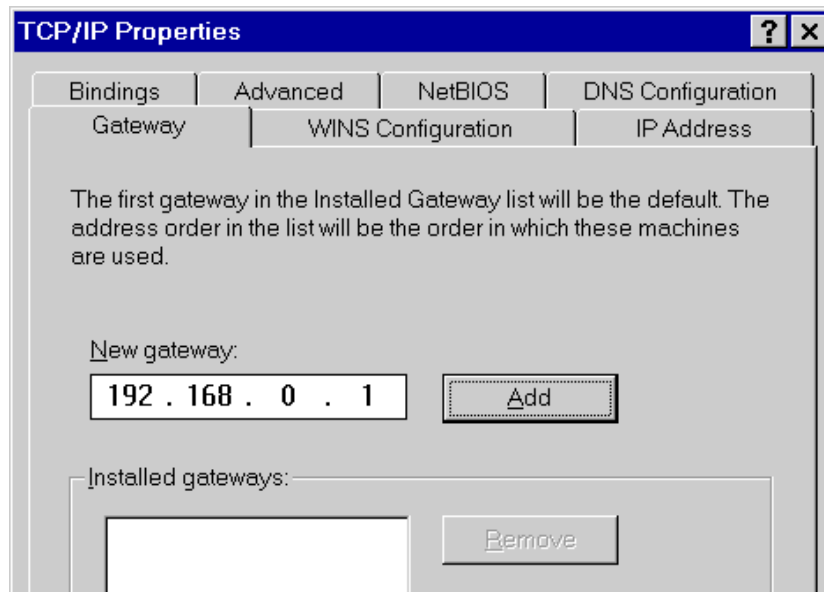 TCP/IP Properties ? ×
Bindings Advanced NetBIOS DNS Configuration
Gateway WINS Configuration IP Address
The first gateway in the Installed Gateway list will be the default. The
address order in the list will be the order in which these machines
are used.
New gateway:
192 . 168 . 0 . 1 Add
Installed gateways:
Remove